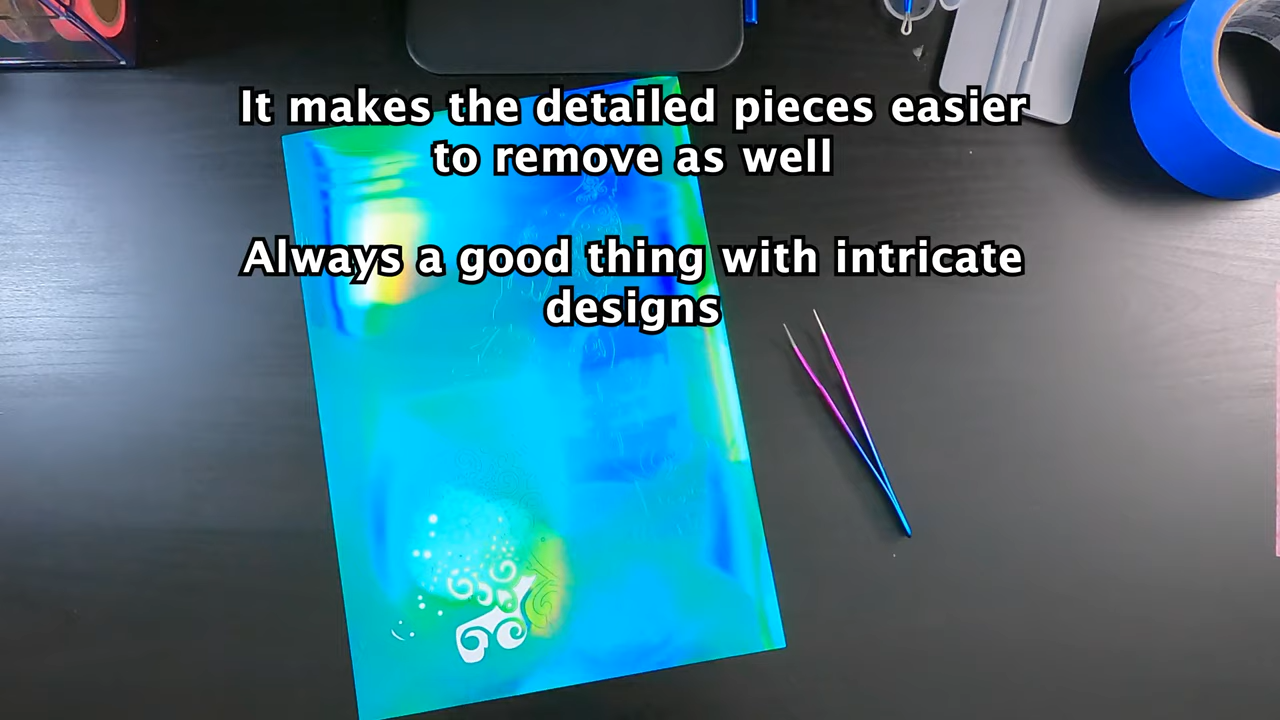 It makes the detailed pieces easier
to remove as well
Always a good thing with intricate
designs